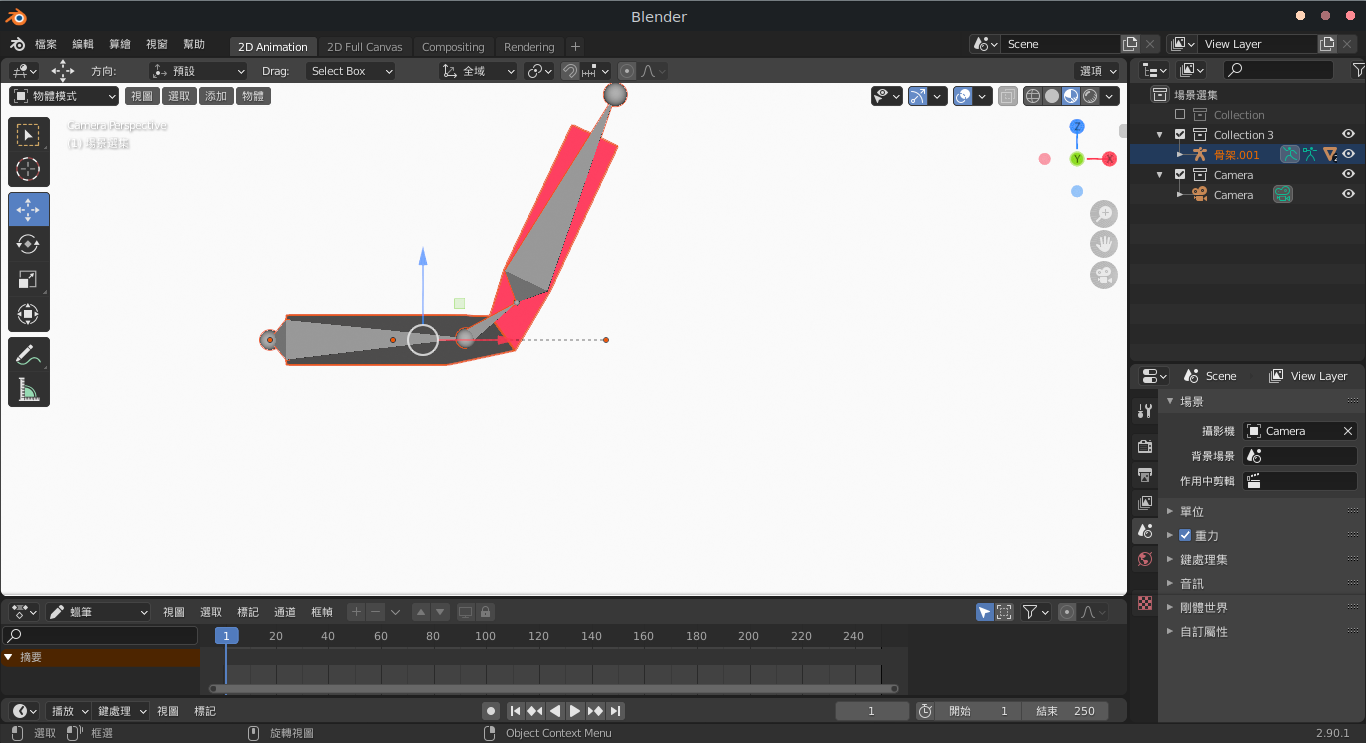 Blender
檔案 編輯 算繪 視窗 幫助 2D Animation 2D Full Canvas Compositing Rendering + Scene View Layer
方向: 預設 Drag: Select Box 全域 選項
物體模式 視圖 選取 添加 物體
Camera Perspective
(1) 場景選集
Z
Y
X
場景選集
Collection
Collection 3
骨架.001 2
Camera
Camera
Scene View Layer
場景
攝影機 Camera
背景場景
作用中剪輯
單位
重力
鍵處理集
音訊
剛體世界
自訂屬性
蠟筆 視圖 選取 標記 通道 框幀
1 20 40 60 80 100 120 140 160 180 200 220 240
摘要
播放 鍵處理 視圖 標記 1 開始 1 結束 250
選取 框選 旋轉視圖 Object Context Menu 2.90.1